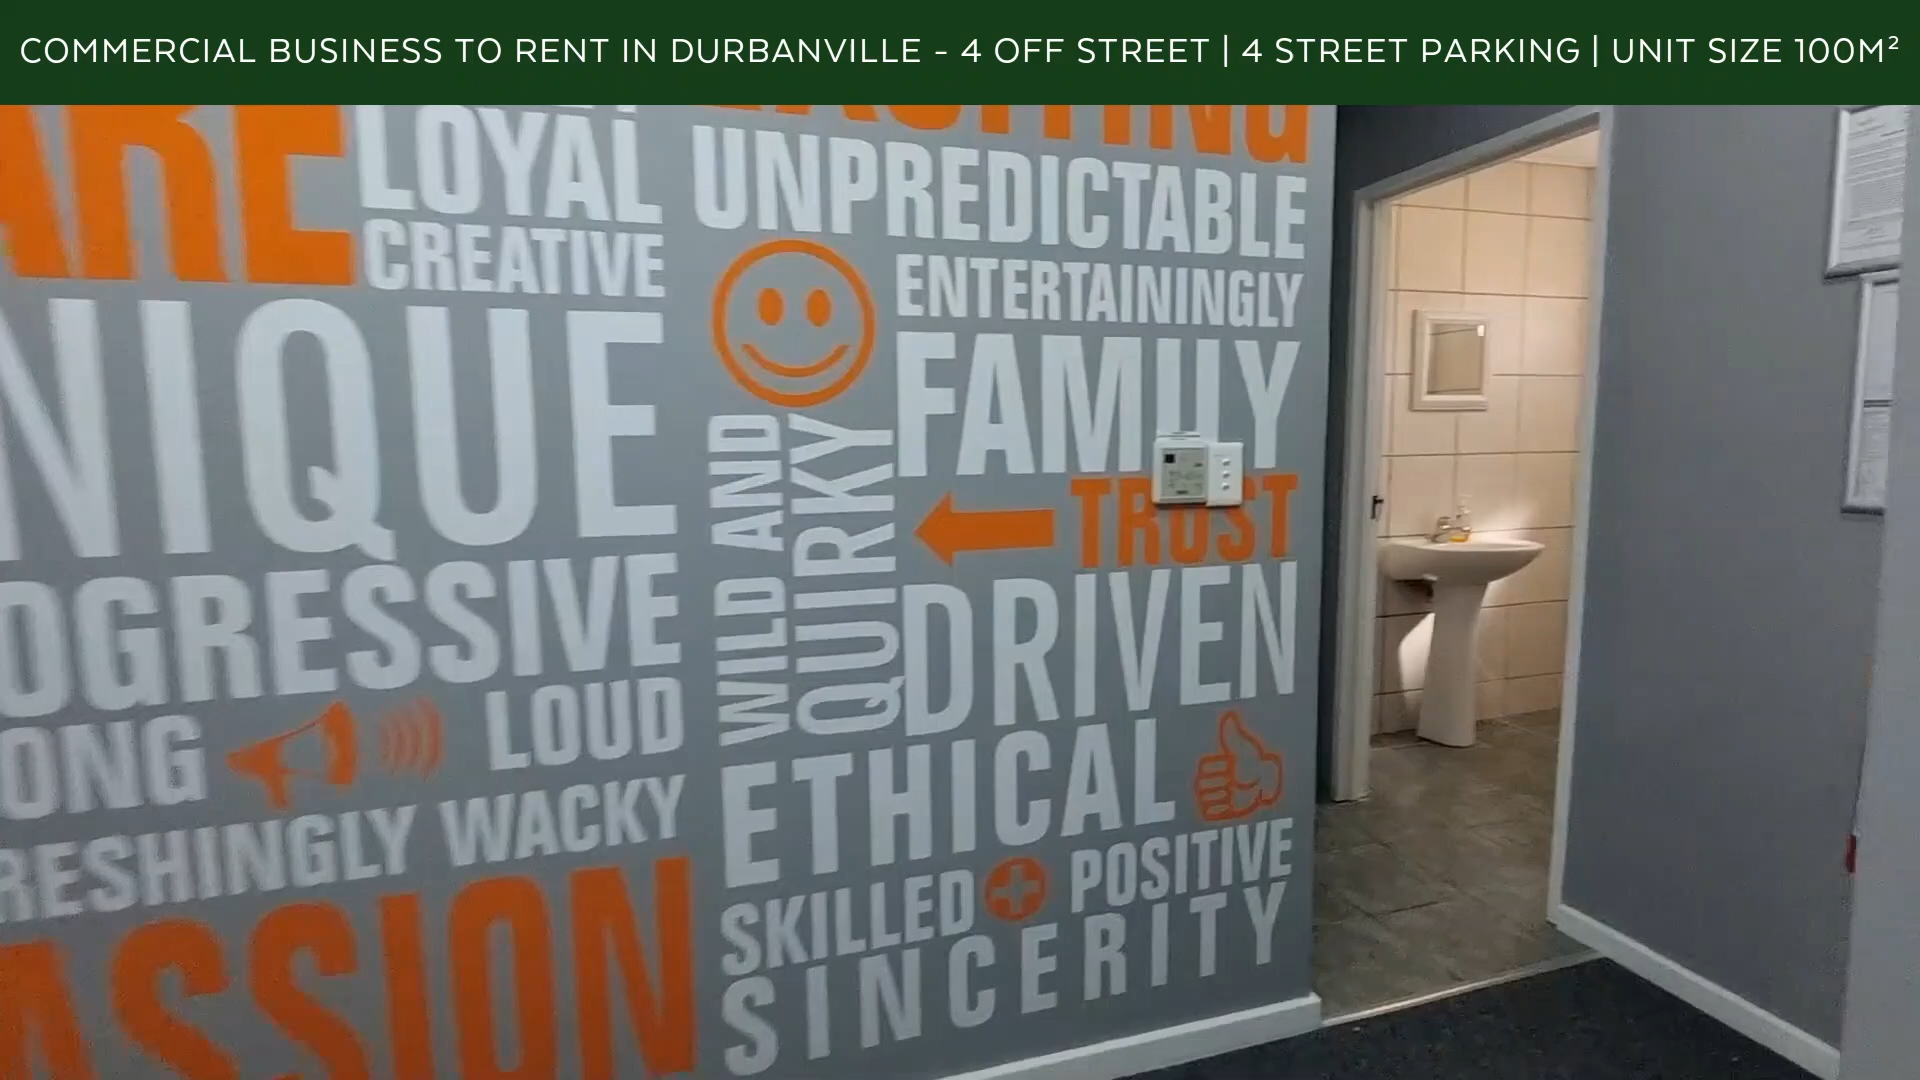 COMMERCIAL BUSINESS TO RENT IN DURBANVILLE - 4 OFF STREET | 4 STREET PARKING | UNIT SIZE 100M²
ARE
LOYAL
CREATIVE
NIQUE
OGRESSIVE
ONG
LOUD
RESHINGLY WACKY
ASSION
UNPREDICTABLE
ENTERTAININGLY
FAMILY
WILD AND
QUIRKY
TRUST
DRIVEN
ETHICAL
SKILLED
POSITIVE
SINCERITY